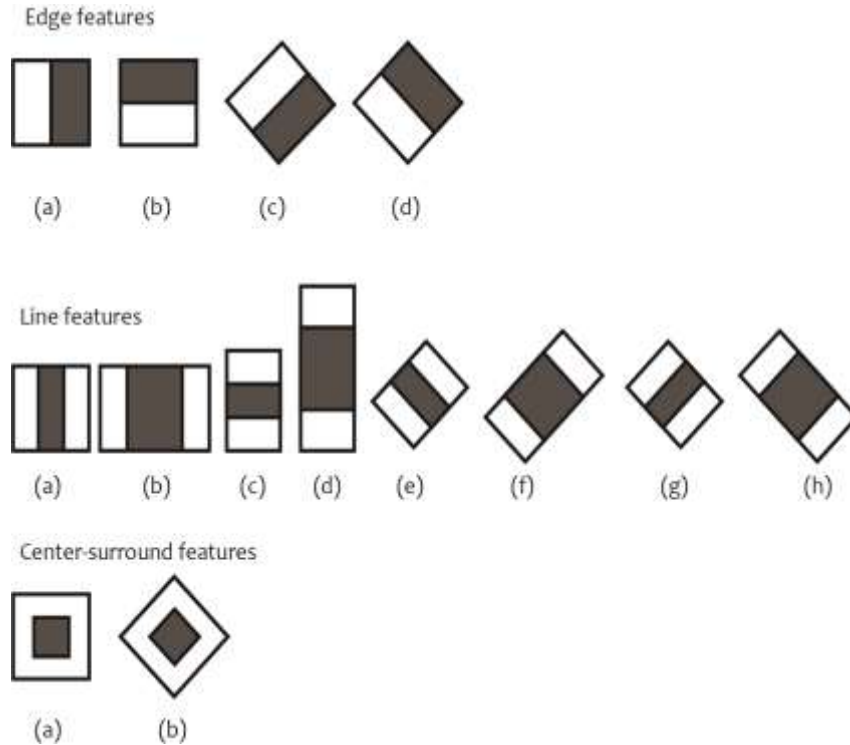 Edge features
(a) (b) (c) (d)
Line features
(a) (b) (c) (d) (e) (f) (g) (h)
Center-surround features
(a) (b)